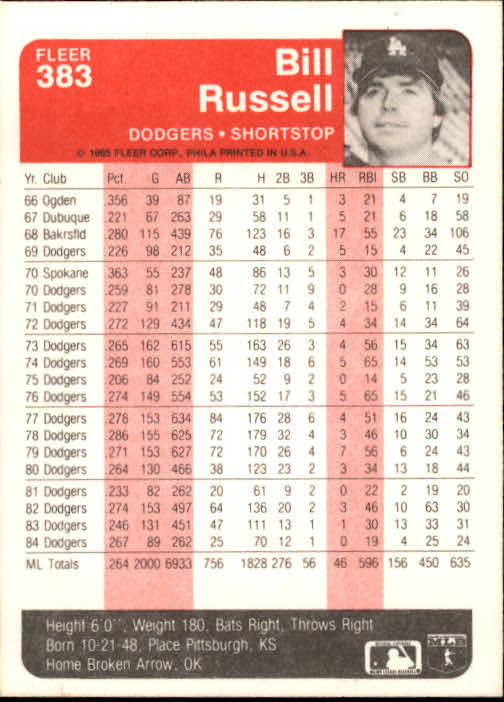 FLEER
383
Bill
Russell
DODGERS • SHORTSTOP
© 1985 FLEER CORP., PHILA PRINTED IN U.S.A.
LA
Yr. Club Pct. G AB R H 2B 3B HR RBI SB BB SO
66 Ogden .356 39 87 19 31 5 1 3 21 4 7 19
67 Dubuque .221 67 263 29 58 11 1 5 21 6 18 58
68 Bakrsfld .280 115 439 76 123 16 3 17 55 23 34 106
69 Dodgers .226 98 212 35 48 6 2 5 15 4 22 45
70 Spokane .363 55 237 48 86 13 5 3 30 12 11 26
70 Dodgers .259 81 278 30 72 11 9 0 28 9 16 28
71 Dodgers .227 91 211 29 48 7 4 2 15 6 11 39
72 Dodgers .272 129 434 47 118 19 5 4 34 14 34 64
73 Dodgers .265 162 615 55 163 26 3 4 56 15 34 63
74 Dodgers .269 160 553 61 149 18 6 5 65 14 53 53
75 Dodgers .206 84 252 24 52 9 2 0 14 5 23 28
76 Dodgers .274 149 554 53 152 17 3 5 65 15 21 46
77 Dodgers .278 153 634 84 176 28 6 4 51 16 24 43
78 Dodgers .286 155 625 72 179 32 4 3 46 10 30 34
79 Dodgers .271 153 627 72 170 26 4 7 56 6 24 43
80 Dodgers .264 130 466 38 123 23 2 3 34 13 18 44
81 Dodgers .233 82 262 20 61 9 2 0 22 2 19 20
82 Dodgers .274 153 497 64 136 20 2 3 46 10 63 30
83 Dodgers .246 131 451 47 111 13 1 1 30 13 33 31
84 Dodgers .267 89 262 25 70 12 1 0 19 4 25 24
ML Totals .264 2000 6933 756 1828 276 56 46 596 156 450 635
Height 6'0'', Weight 180, Bats Right, Throws Right
Born 10-21-48, Place Pittsburgh, KS
Home Broken Arrow, OK